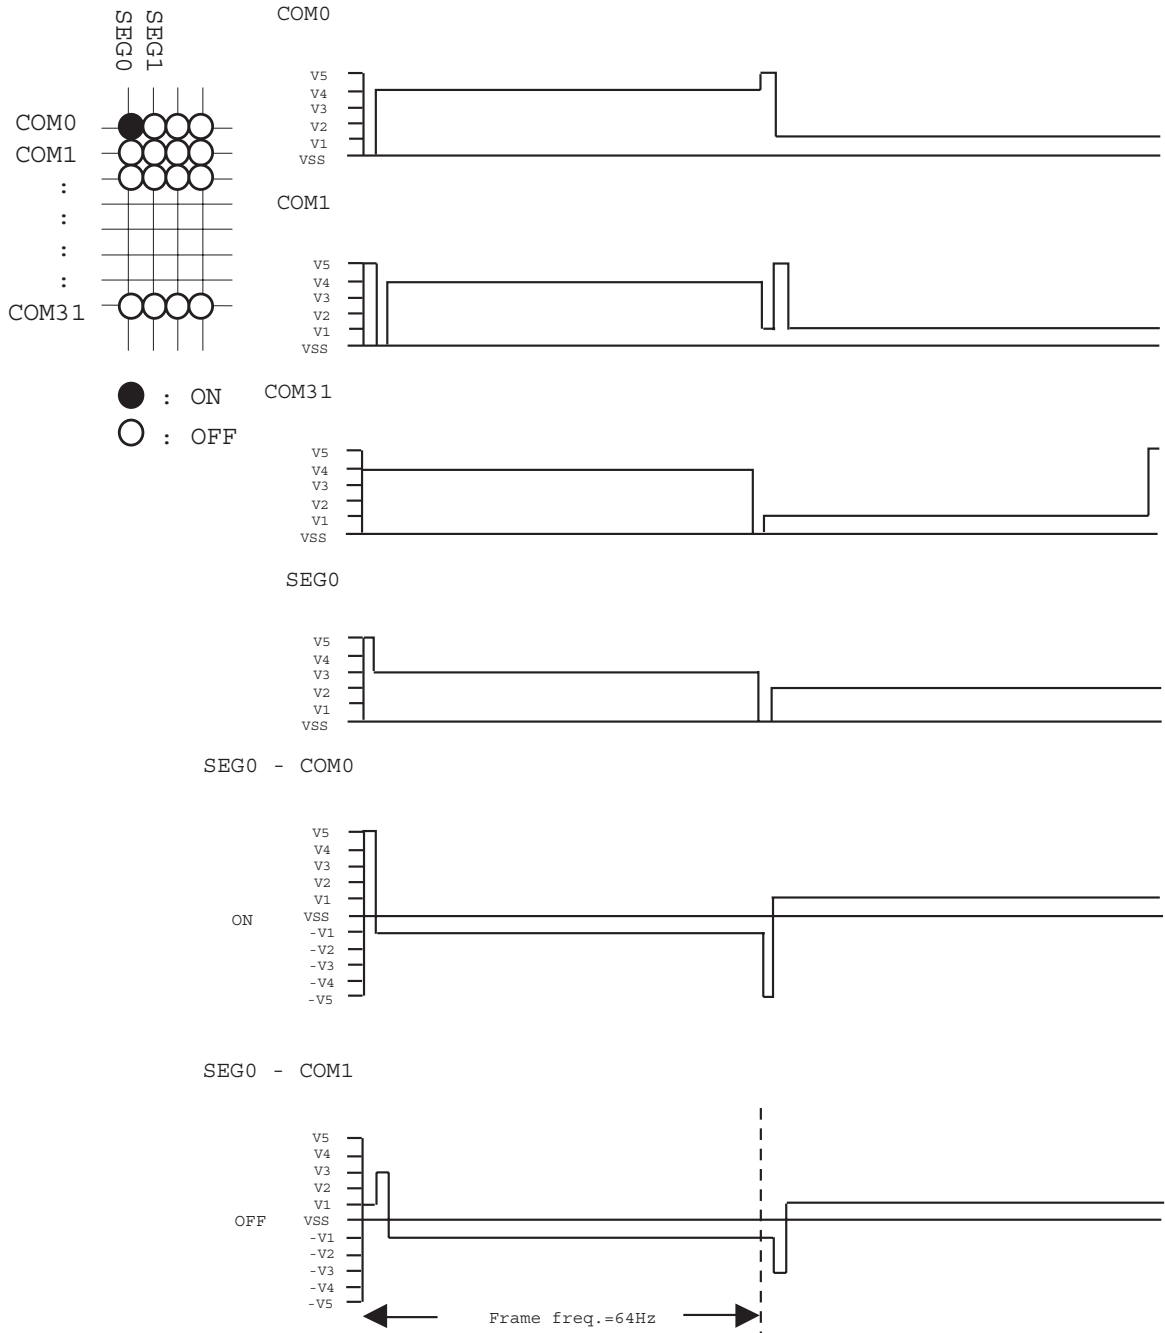 SEG0
SEG1
COM0
COM1
:
:
:
:
COM31
: ON
: OFF
COM0
V5
V4
V3
V2
V1
VSS
COM1
V5
V4
V3
V2
V1
VSS
COM31
V5
V4
V3
V2
V1
VSS
SEG0
V5
V4
V3
V2
V1
VSS
SEG0 - COM0
V5
V4
V3
V2
V1
ON VSS
-V1
-V2
-V3
-V4
-V5
SEG0 - COM1
V5
V4
V3
V2
V1
OFF VSS
-V1
-V2
-V3
-V4
-V5
Frame freq.=64Hz